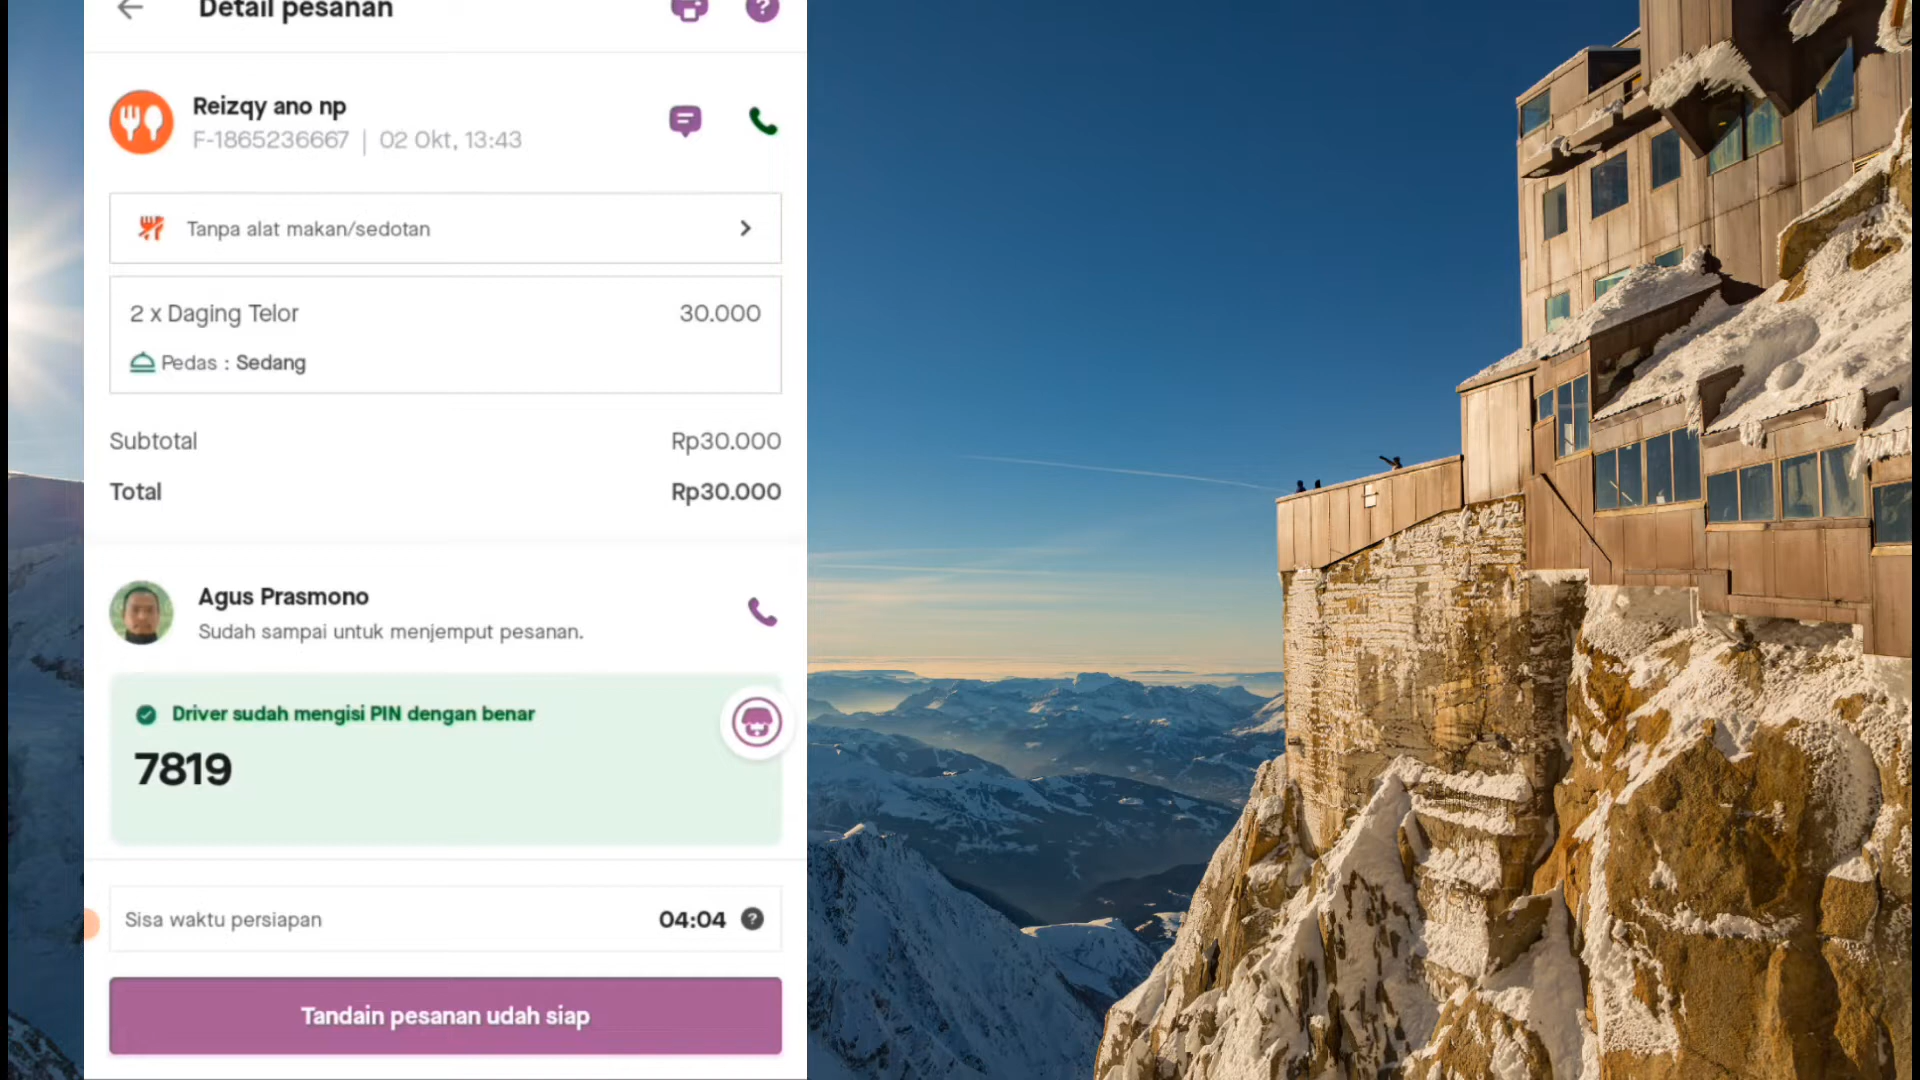 Detail pesanan
?
Reizqy ano np
F-1865236667 | 02 Okt, 13:43
Tanpa alat makan/sedotan
2 x Daging Telor 30.000
Pedas : Sedang
Subtotal Rp30.000
Total Rp30.000
Agus Prasmono
Sudah sampai untuk menjemput pesanan.
Driver sudah mengisi PIN dengan benar
7819
Sisa waktu persiapan 04:04 ?
Tandain pesanan udah siap